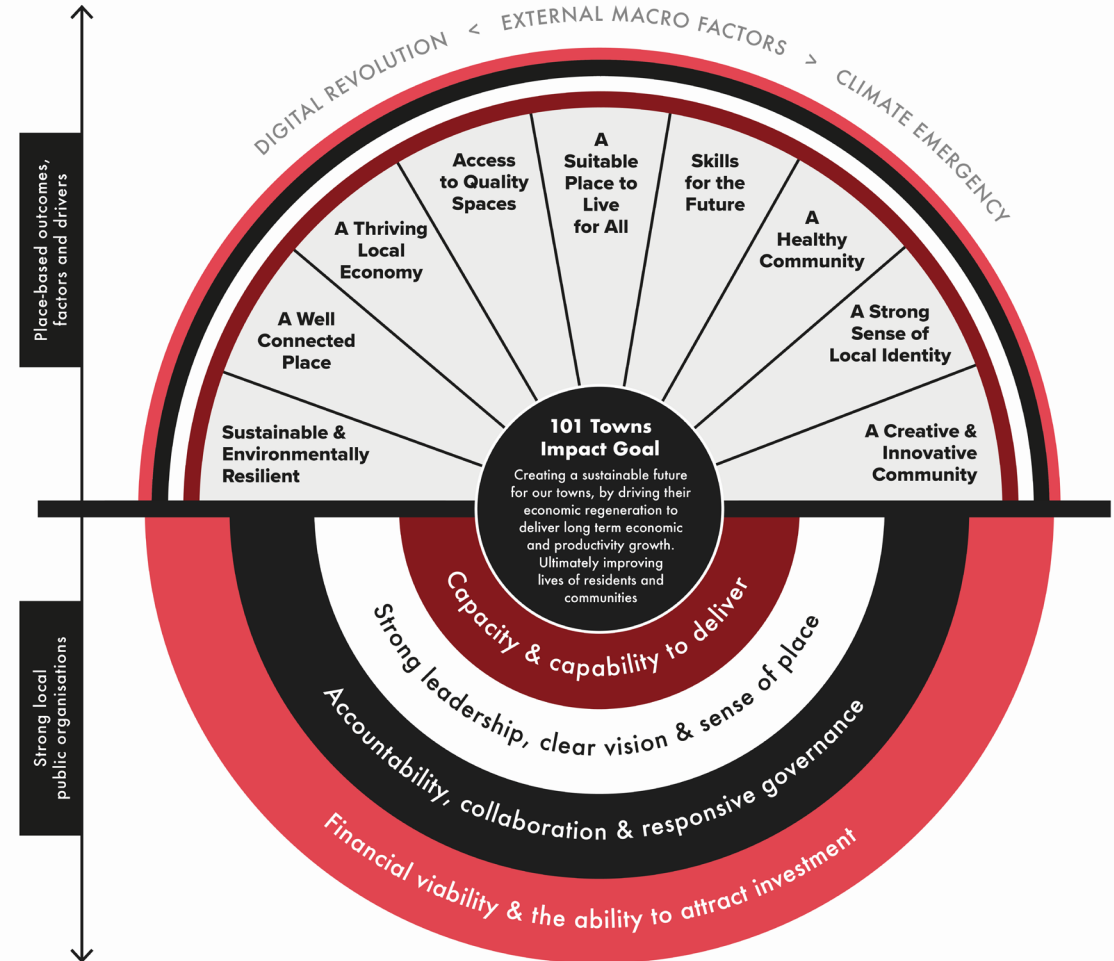 DIGITAL REVOLUTION < EXTERNAL MACRO FACTORS > CLIMATE EMERGENCY
Place-based outcomes,
factors and drivers
Sustainable &
Environmentally
Resilient
A Well
Connected
Place
A Thriving
Local
Economy
Access
to Quality
Spaces
A
Suitable
Place to
Live
for All
Skills
for the
Future
A
Healthy
Community
A Strong
Sense of
Local Identity
A Creative &
Innovative
Community
101 Towns
Impact Goal
Creating a sustainable future
for our towns, by driving their
economic regeneration to
deliver long term economic
and productivity growth.
Ultimately improving
lives of residents and
communities
Strong local
public organisations
Capacity & capability to deliver
Strong leadership, clear vision & sense of place
Accountability, collaboration & responsive governance
Financial viability & the ability to attract investment